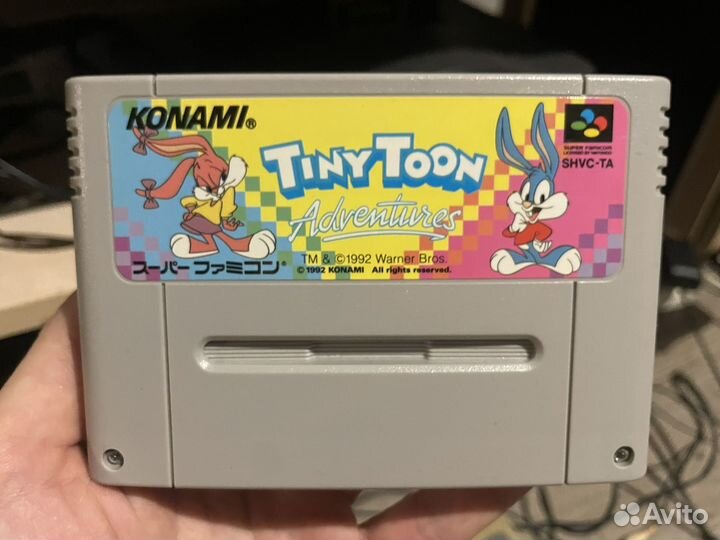 KONAMI®
TINY TOON
Adventures
SUPER FAMICOM
LICENSED BY NINTENDO
SHVC-TA
TM & ©1992 Warner Bros.
©1992 KONAMI All rights reserved.
スーパーファミコン®
Avito